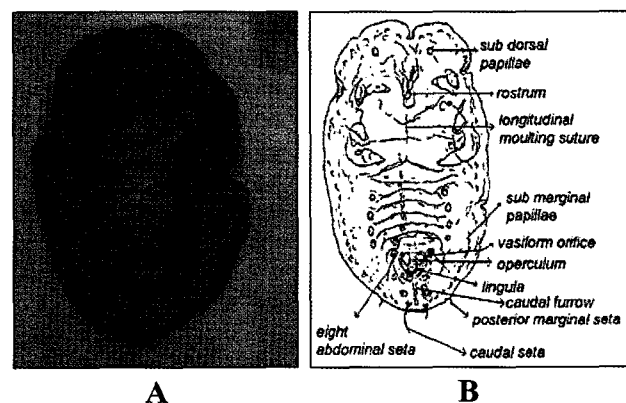 sub dorsal
papillae
rostrum
longitudinal
moulting suture
sub marginal
papillae
vasiform orifice
operculum
lingula
caudal furrow
posterior marginal seta
eight
abdominal seta
caudal seta
A
B